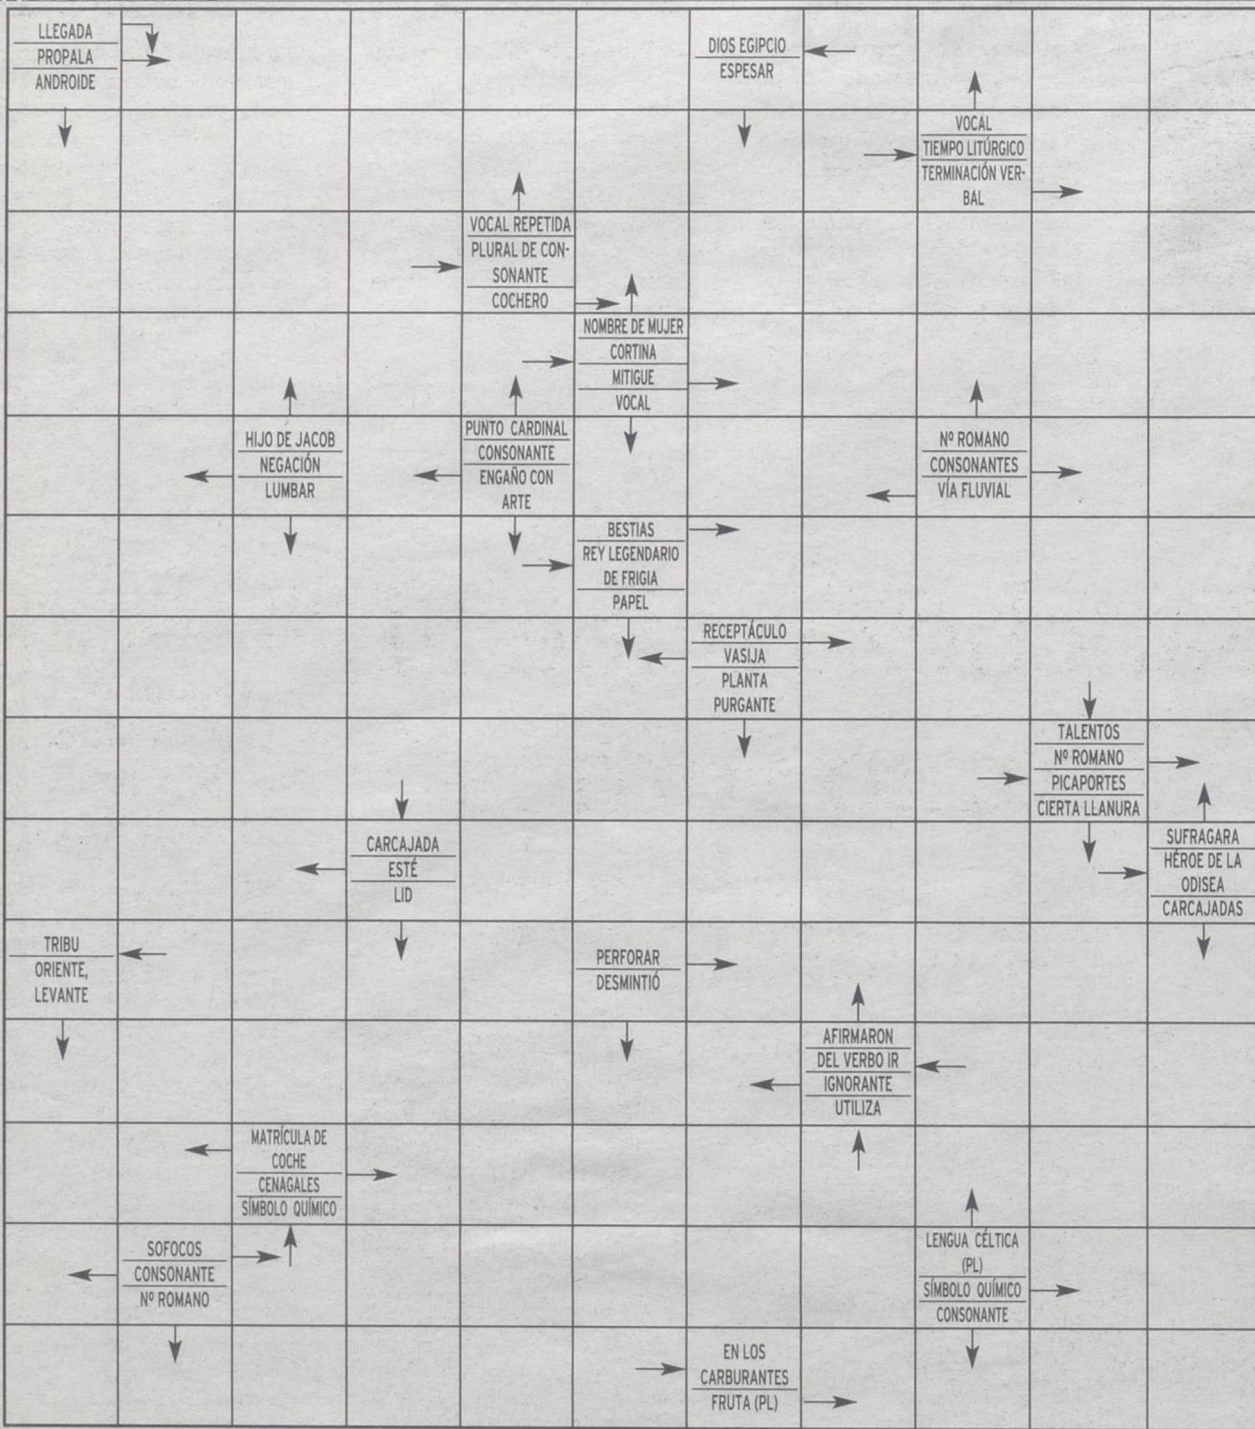 LLEGADA
PROPALA
ANDROIDE
DIOS EGIPCIO
ESPESAR
VOCAL
TIEMPO LITÚRGICO
TERMINACIÓN VER-
BAL
VOCAL REPETIDA
PLURAL DE CON-
SONANTE
COCHERO
NOMBRE DE MUJER
CORTINA
MITIGUE
VOCAL
HIJO DE JACOB
NEGACIÓN
LUMBAR
PUNTO CARDINAL
CONSONANTE
ENGAÑO CON
ARTE
Nº ROMANO
CONSONANTES
VÍA FLUVIAL
BESTIAS
REY LEGENDARIO
DE FRIGIA
PAPEL
RECEPTÁCULO
VASIJA
PLANTA
PURGANTE
TALENTOS
Nº ROMANO
PICAPORTES
CIERTA LLANURA
CARCAJADA
ESTÉ
LID
SUFRAGARA
HÉROE DE LA
ODISEA
CARCAJADAS
TRIBU
ORIENTE,
LEVANTE
PERFORAR
DESMINTIÓ
AFIRMARON
DEL VERBO IR
IGNORANTE
UTILIZA
MATRÍCULA DE
COCHE
CENAGALES
SÍMBOLO QUÍMICO
SOFOCOS
CONSONANTE
Nº ROMANO
LENGUA CÉLTICA
(PL)
SÍMBOLO QUÍMICO
CONSONANTE
EN LOS
CARBURANTES
FRUTA (PL)